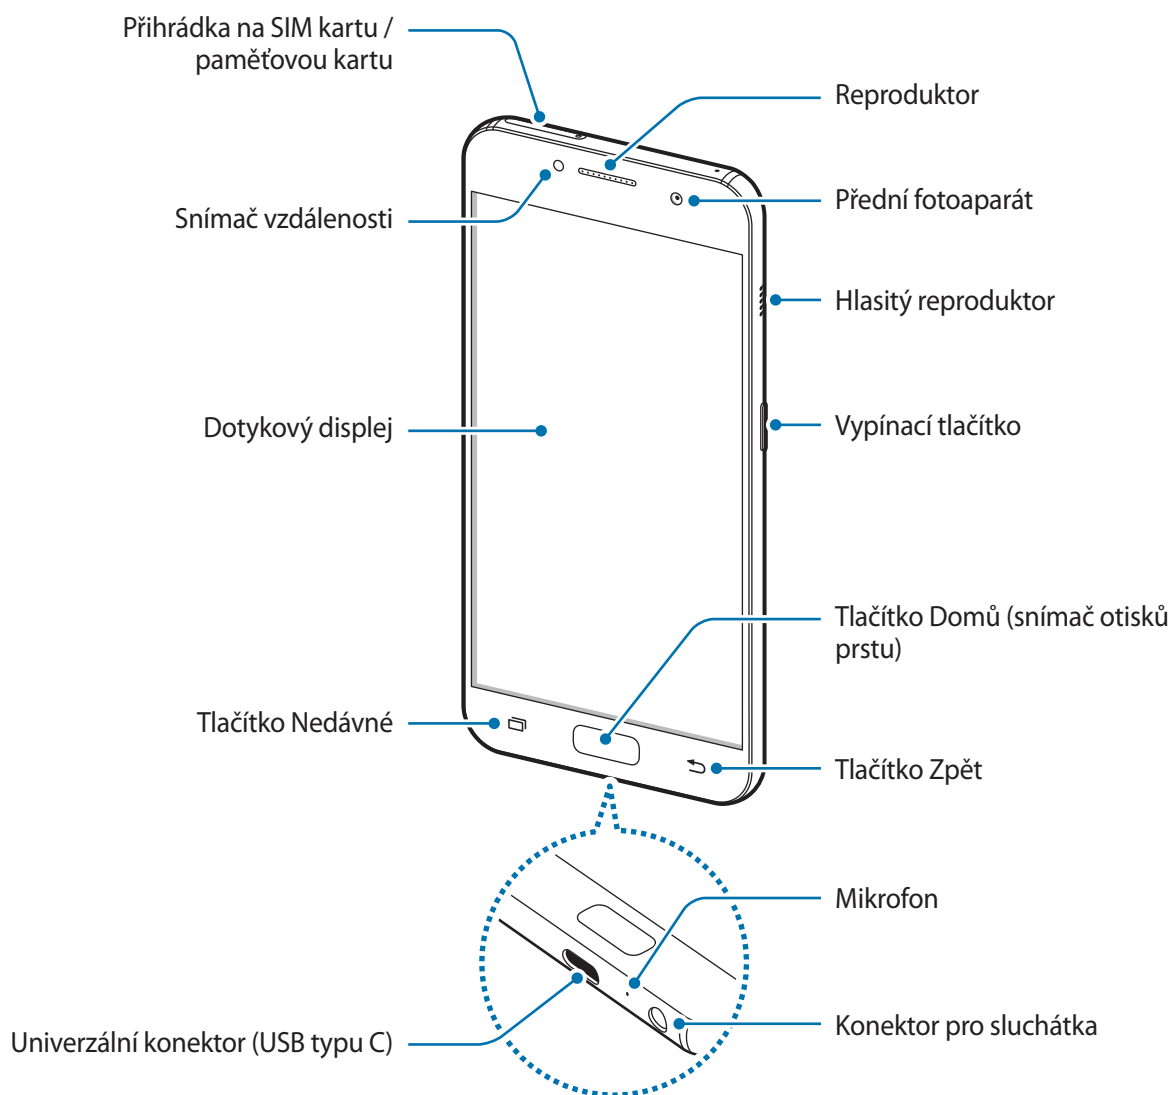 Přihrádka na SIM kartu /
paměťovou kartu
Reproduktor
Přední fotoaparát
Snímač vzdálenosti
Hlasitý reproduktor
Dotykový displej
Vypínací tlačítko
Tlačítko Domů (snímač otisků
prstu)
Tlačítko Nedávné
Tlačítko Zpět
Mikrofon
Konektor pro sluchátka
Univerzální konektor (USB typu C)